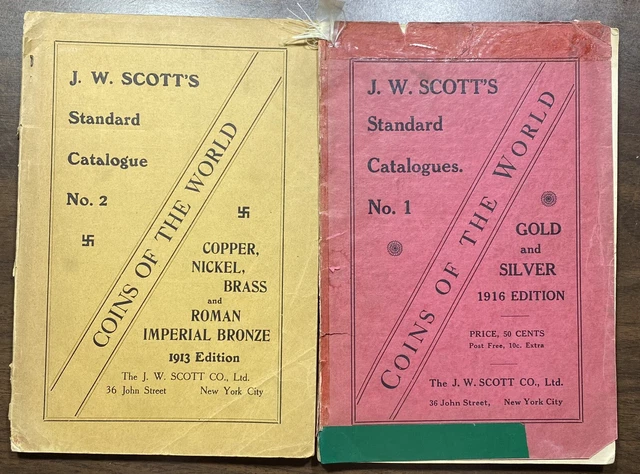 J. W. SCOTT'S
Standard
Catalogue
No. 2
COINS OF THE WORLD
COPPER,
NICKEL,
BRASS
and
ROMAN
IMPERIAL BRONZE
1913 Edition
The J. W. SCOTT CO., Ltd.
36 John Street New York City
J. W. SCOTT'S
Standard
Catalogues.
No. 1
COINS OF THE WORLD
GOLD
and
SILVER
1916 EDITION
PRICE, 50 CENTS
Post Free, 10c. Extra
The J. W. SCOTT CO., Ltd.
36 John Street, New York City